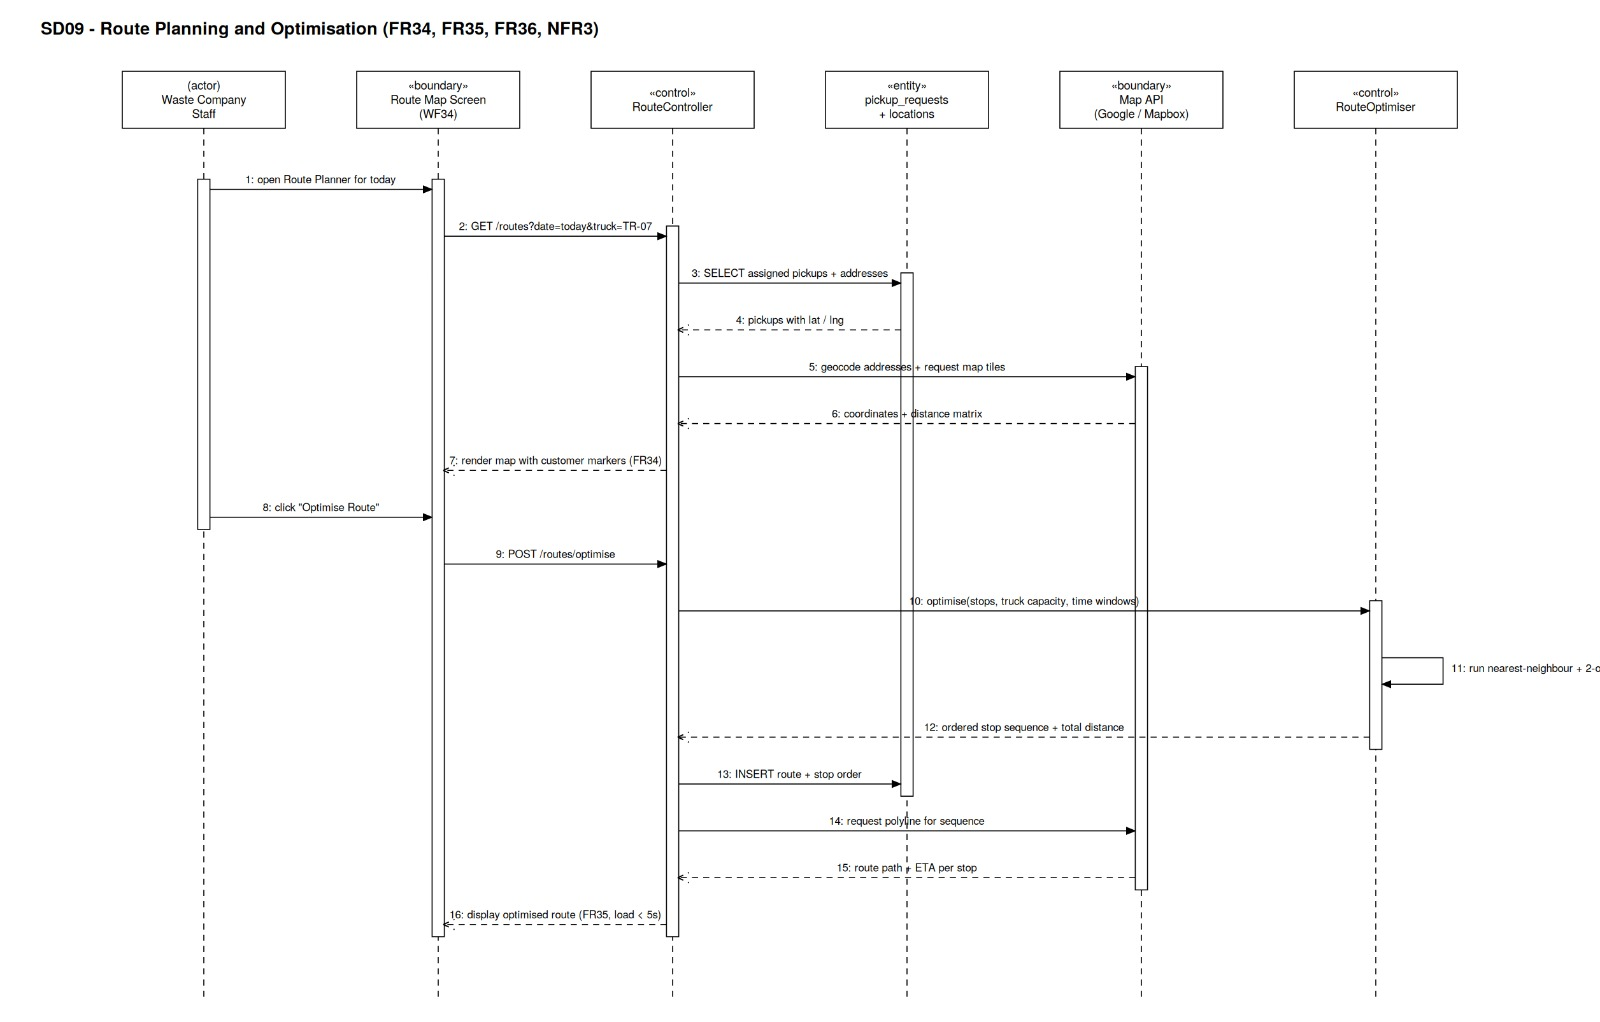 SD09 - Route Planning and Optimisation (FR34, FR35, FR36, NFR3)
(actor)
Waste Company
Staff
«boundary»
Route Map Screen
(WF34)
«control»
RouteController
«entity»
pickup_requests
+ locations
«boundary»
Map API
(Google / Mapbox)
«control»
RouteOptimiser
1: open Route Planner for today
2: GET /routes?date=today&truck=TR-07
3: SELECT assigned pickups + addresses
4: pickups with lat / lng
5: geocode addresses + request map tiles
6: coordinates + distance matrix
7: render map with customer markers (FR34)
8: click "Optimise Route"
9: POST /routes/optimise
10: optimise(stops, truck capacity, time windows)
11: run nearest-neighbour + 2-o
12: ordered stop sequence + total distance
13: INSERT route + stop order
14: request polyline for sequence
15: route path + ETA per stop
16: display optimised route (FR35, load < 5s)